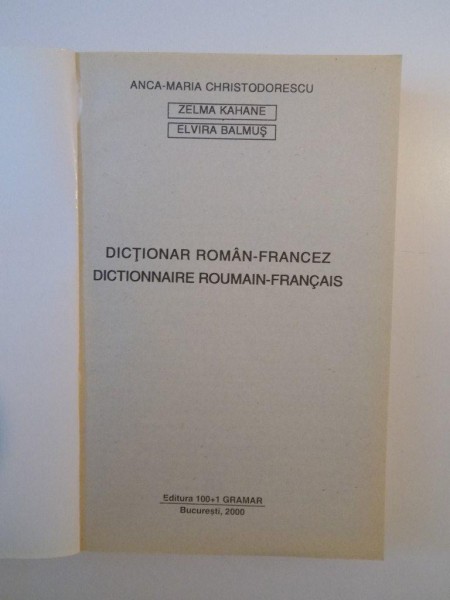 ANCA-MARIA CHRISTODORESCU
ZELMA KAHANE
ELVIRA BALMUŞ
DICŢIONAR ROMÂN-FRANCEZ
DICTIONNAIRE ROUMAIN-FRANÇAIS
Editura 100+1 GRAMAR
Bucureşti, 2000